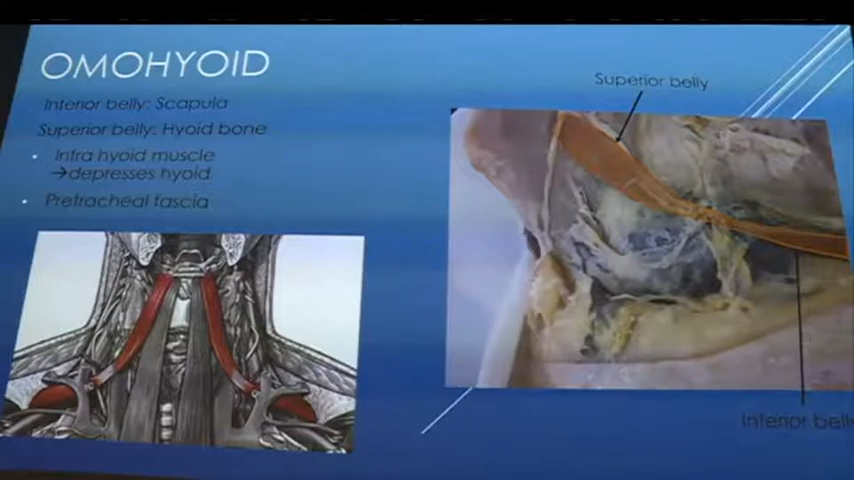 OMOHYOID
Inferior belly: Scapula
Superior belly: Hyoid bone
• Infra hyoid muscle
→depresses hyoid
• Pretracheal fascia
Superior belly
Inferior belly